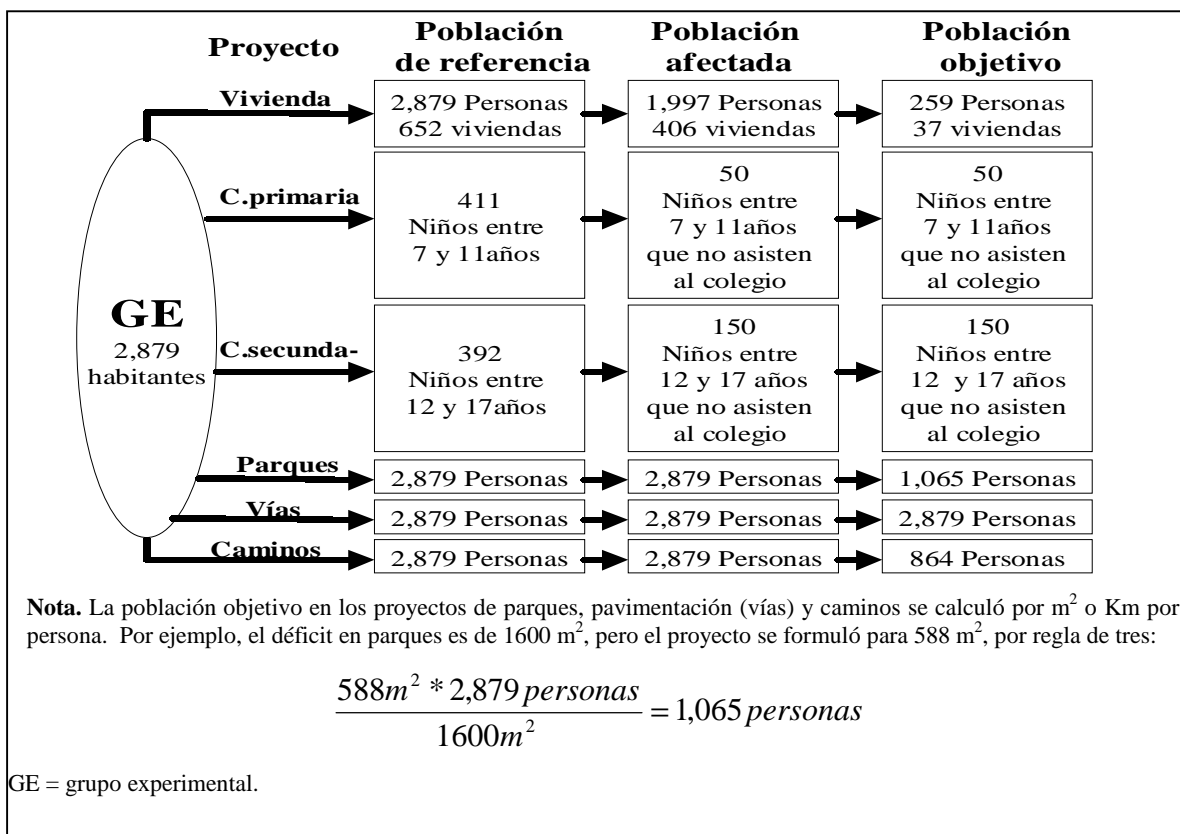 Proyecto
Población
de referencia
Población
afectada
Población
objetivo
Vivienda
2,879 Personas
652 viviendas
1,997 Personas
406 viviendas
259 Personas
37 viviendas
C.primaria
411
Niños entre
7 y 11años
50
Niños entre
7 y 11años
que no asisten
al colegio
50
Niños entre
7 y 11años
que no asisten
al colegio
GE
2,879
habitantes
C.secunda-
392
Niños entre
12 y 17años
150
Niños entre
12 y 17 años
que no asisten
al colegio
150
Niños entre
12 y 17 años
que no asisten
al colegio
Parques
2,879 Personas
2,879 Personas
1,065 Personas
Vías
2,879 Personas
2,879 Personas
2,879 Personas
Caminos
2,879 Personas
2,879 Personas
864 Personas
Nota. La población objetivo en los proyectos de parques, pavimentación (vías) y caminos se calculó por m² o Km por
persona. Por ejemplo, el déficit en parques es de 1600 m², pero el proyecto se formuló para 588 m², por regla de tres:
588m² * 2,879 personas
1600m²
= 1,065 personas
GE = grupo experimental.